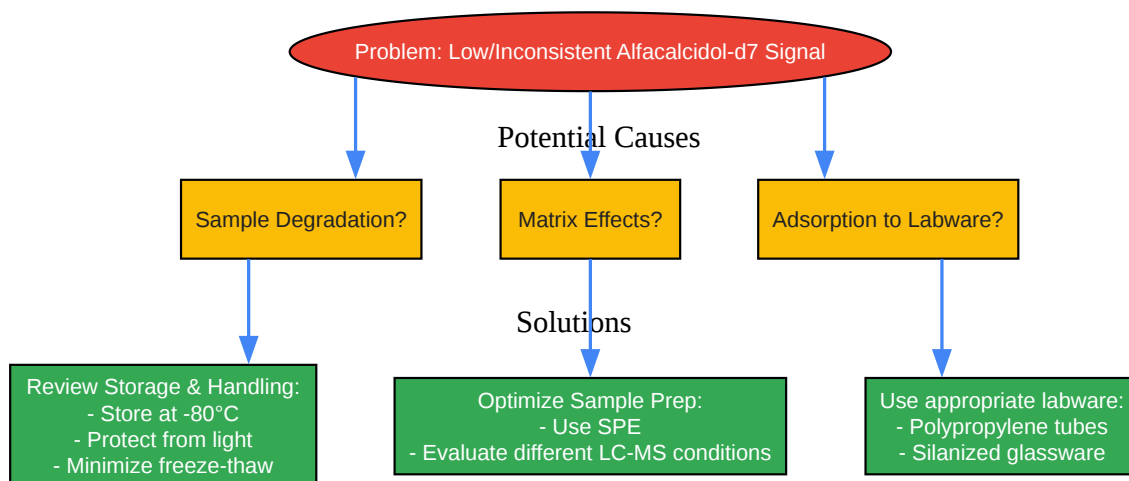 Problem: Low/Inconsistent Alfacalcidol-d7 Signal
Potential Causes
Sample Degradation?
Matrix Effects?
Adsorption to Labware?
Solutions
Review Storage & Handling:
- Store at -80°C
- Protect from light
- Minimize freeze-thaw
Optimize Sample Prep:
- Use SPE
- Evaluate different LC-MS conditions
Use appropriate labware:
- Polypropylene tubes
- Silanized glassware